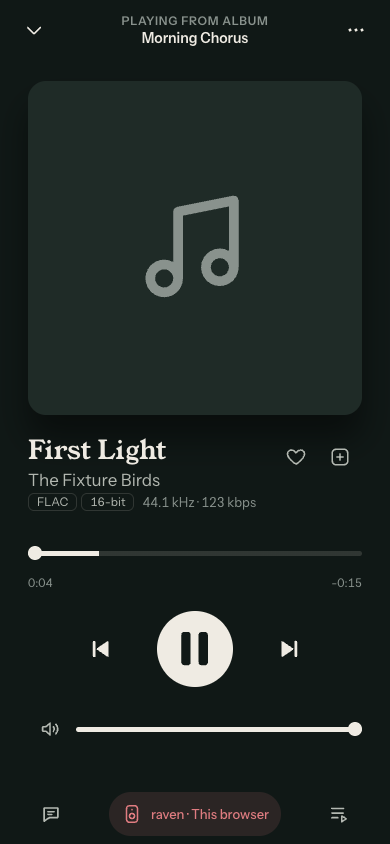 PLAYING FROM ALBUM
Morning Chorus
First Light
The Fixture Birds
FLAC 16-bit 44.1 kHz · 123 kbps
0:04 -0:15
raven · This browser